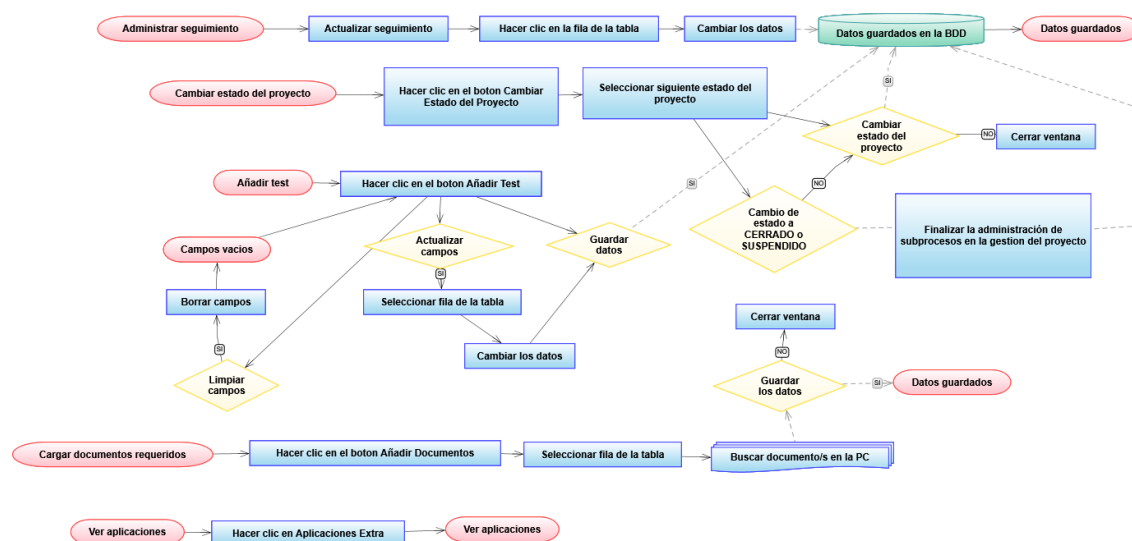 Administrar seguimiento
Actualizar seguimiento
Hacer clic en la fila de la tabla
Cambiar los datos
Datos guardados en la BDD
Datos guardados
Cambiar estado del proyecto
Hacer clic en el boton Cambiar
Estado del Proyecto
Seleccionar siguiente estado del
proyecto
SI
Cambiar
estado del
proyecto
NO
Cerrar ventana
Añadir test
Hacer clic en el boton Añadir Test
SI
NO
Campos vacios
Actualizar
campos
Guardar
datos
Cambio de
estado a
CERRADO o
SUSPENDIDO
Finalizar la administración de
subprocesos en la gestion del proyecto
SI
Borrar campos
Seleccionar fila de la tabla
Cerrar ventana
SI
Cambiar los datos
NO
Limpiar
campos
Guardar
los datos
SI
Datos guardados
Cargar documentos requeridos
Hacer clic en el boton Añadir Documentos
Seleccionar fila de la tabla
Buscar documento/s en la PC
Ver aplicaciones
Hacer clic en Aplicaciones Extra
Ver aplicaciones